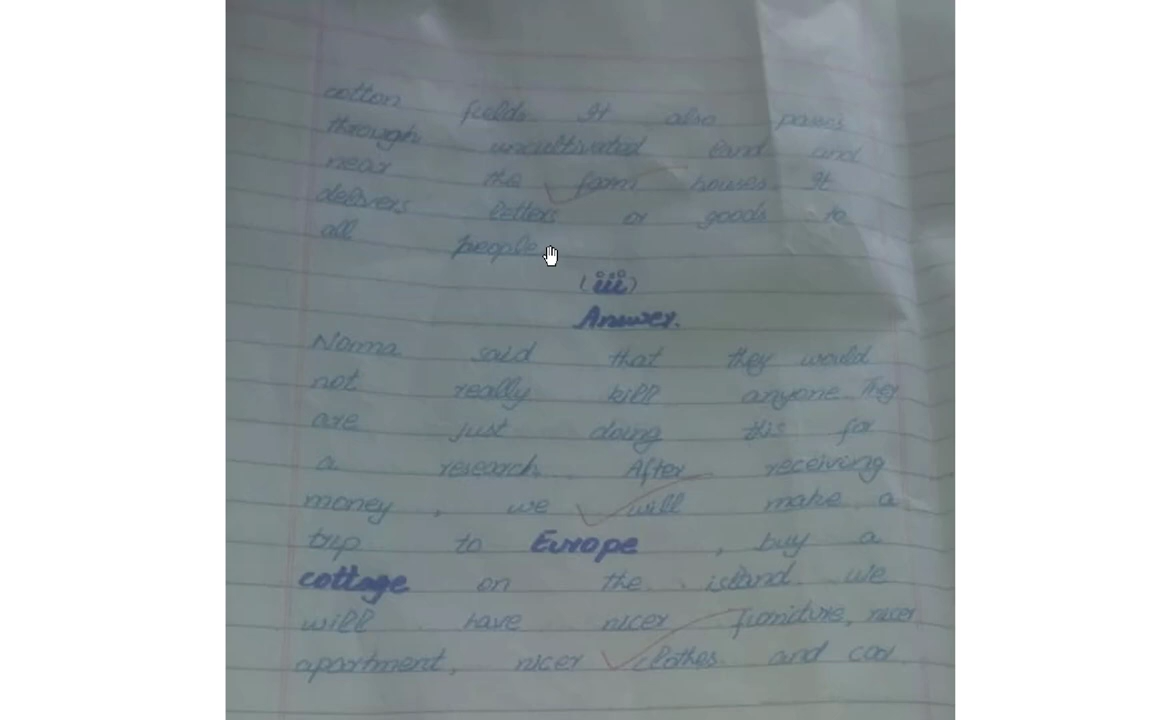 cotton fields. It also passes
through uncultivated land and
near the farm houses. It
delivers letters or goods to
all people.
(iii)
Answer.
Norma said that they would
not really kill anyone. They
are just doing this for
a research. After receiving
money, we will make a
trip to Europe, buy a
cottage on the island. We
will have nicer furniture, nicer
apartment, nicer clothes and car.